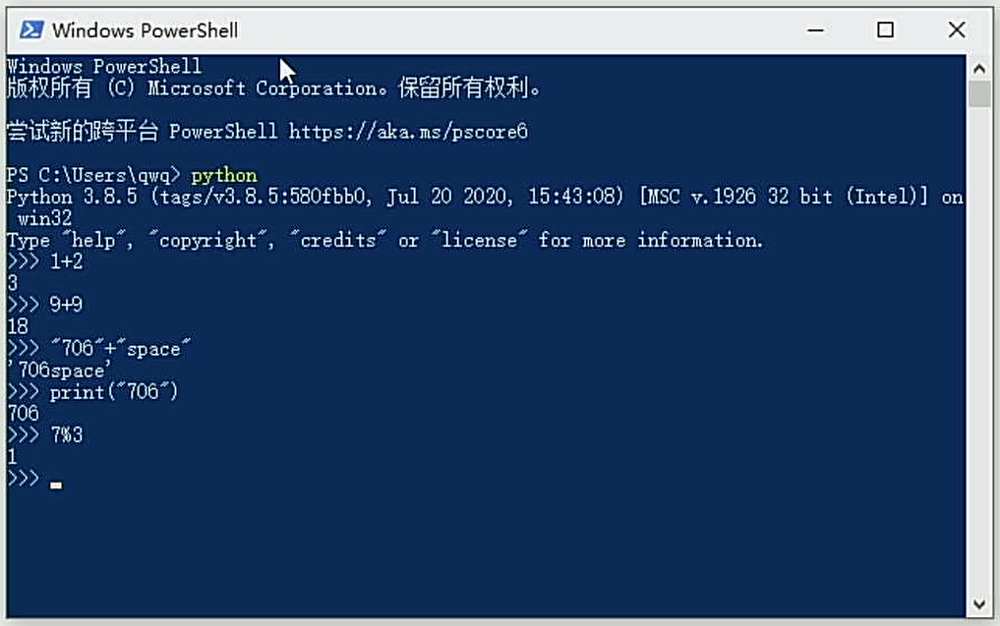 Windows PowerShell
Windows PowerShell
版权所有 (C) Microsoft Corporation。保留所有权利。
尝试新的跨平台 PowerShell https://aka.ms/pscore6
PS C:\Users\qwq> python
Python 3.8.5 (tags/v3.8.5:580fbb0, Jul 20 2020, 15:43:08) [MSC v.1926 32 bit (Intel)] on
 win32
Type "help", "copyright", "credits" or "license" for more information.
>>> 1+2
3
>>> 9+9
18
>>> "706"+"space"
'706space'
>>> print("706")
706
>>> 7%3
1
>>>